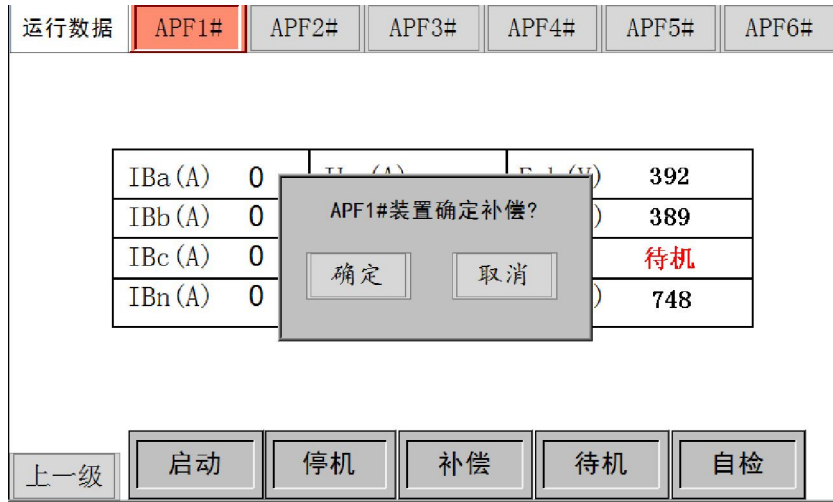 运行数据 APF1# APF2# APF3# APF4# APF5# APF6#
IBa(A) 0 392
IBb(A) 0 389
IBc(A) 0 待机
IBn(A) 0 748
APF1#装置确定补偿?
确定 取消
上一级 启动 停机 补偿 待机 自检